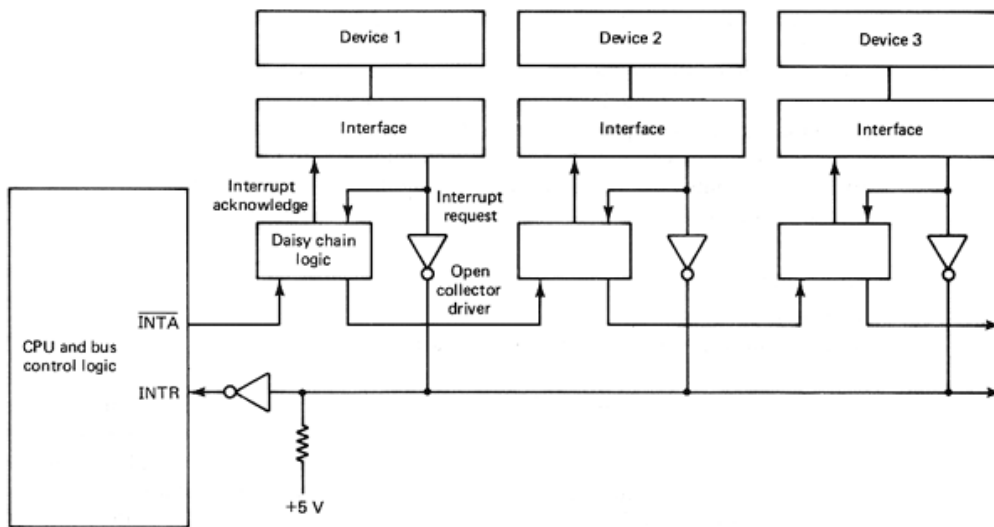 Device 1
Device 2
Device 3
Interface
Interface
Interface
Interrupt
acknowledge
Interrupt
request
Daisy chain
logic
Open
collector
driver
INTA
CPU and bus
control logic
INTR
+5 V